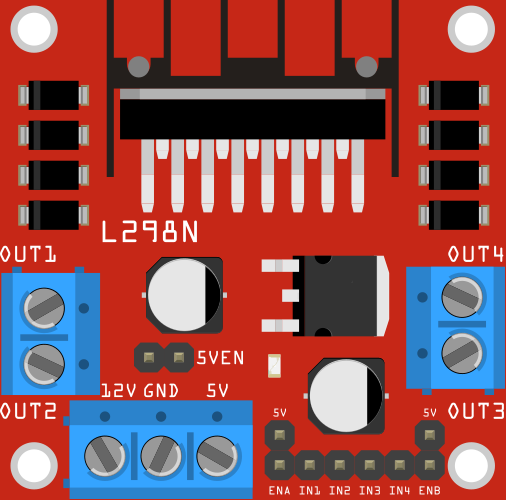 L298N
OUT1
OUT4
5VEN
12V GND 5V
OUT2
OUT3
5V
5V
ENA IN1 IN2 IN3 IN4 ENB